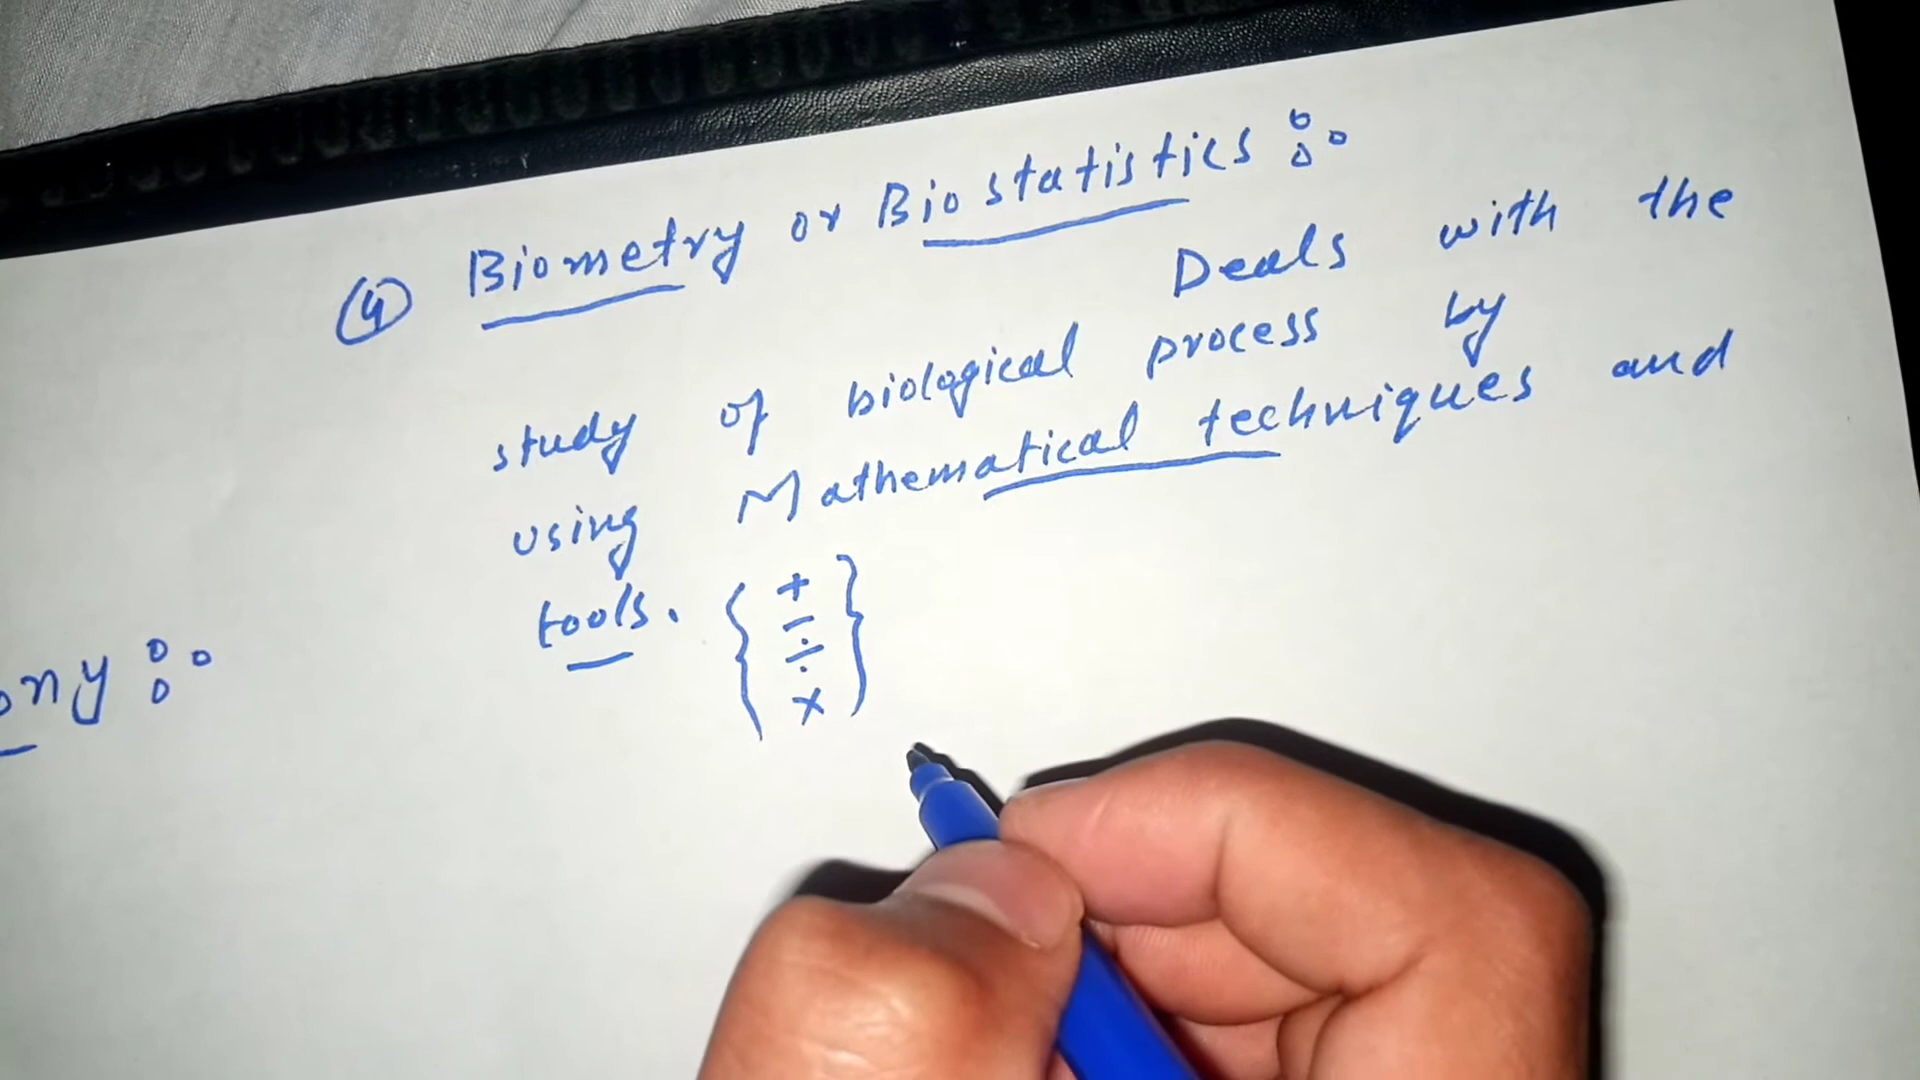 ④ Biometry or Biostatistics :
Deals with the
study of biological process by
using Mathematical techniques and
tools. { + - ÷ × }
ony :